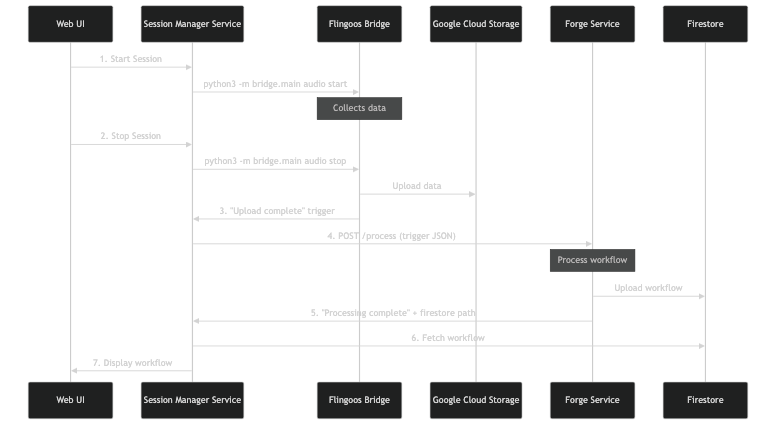 Web UI
Session Manager Service
Flingoos Bridge
Google Cloud Storage
Forge Service
Firestore
1. Start Session
python3 -m bridge.main audio start
Collects data
2. Stop Session
python3 -m bridge.main audio stop
Upload data
3. "Upload complete" trigger
4. POST /process (trigger JSON)
Process workflow
Upload workflow
5. "Processing complete" + firestore path
6. Fetch workflow
7. Display workflow
Web UI
Session Manager Service
Flingoos Bridge
Google Cloud Storage
Forge Service
Firestore